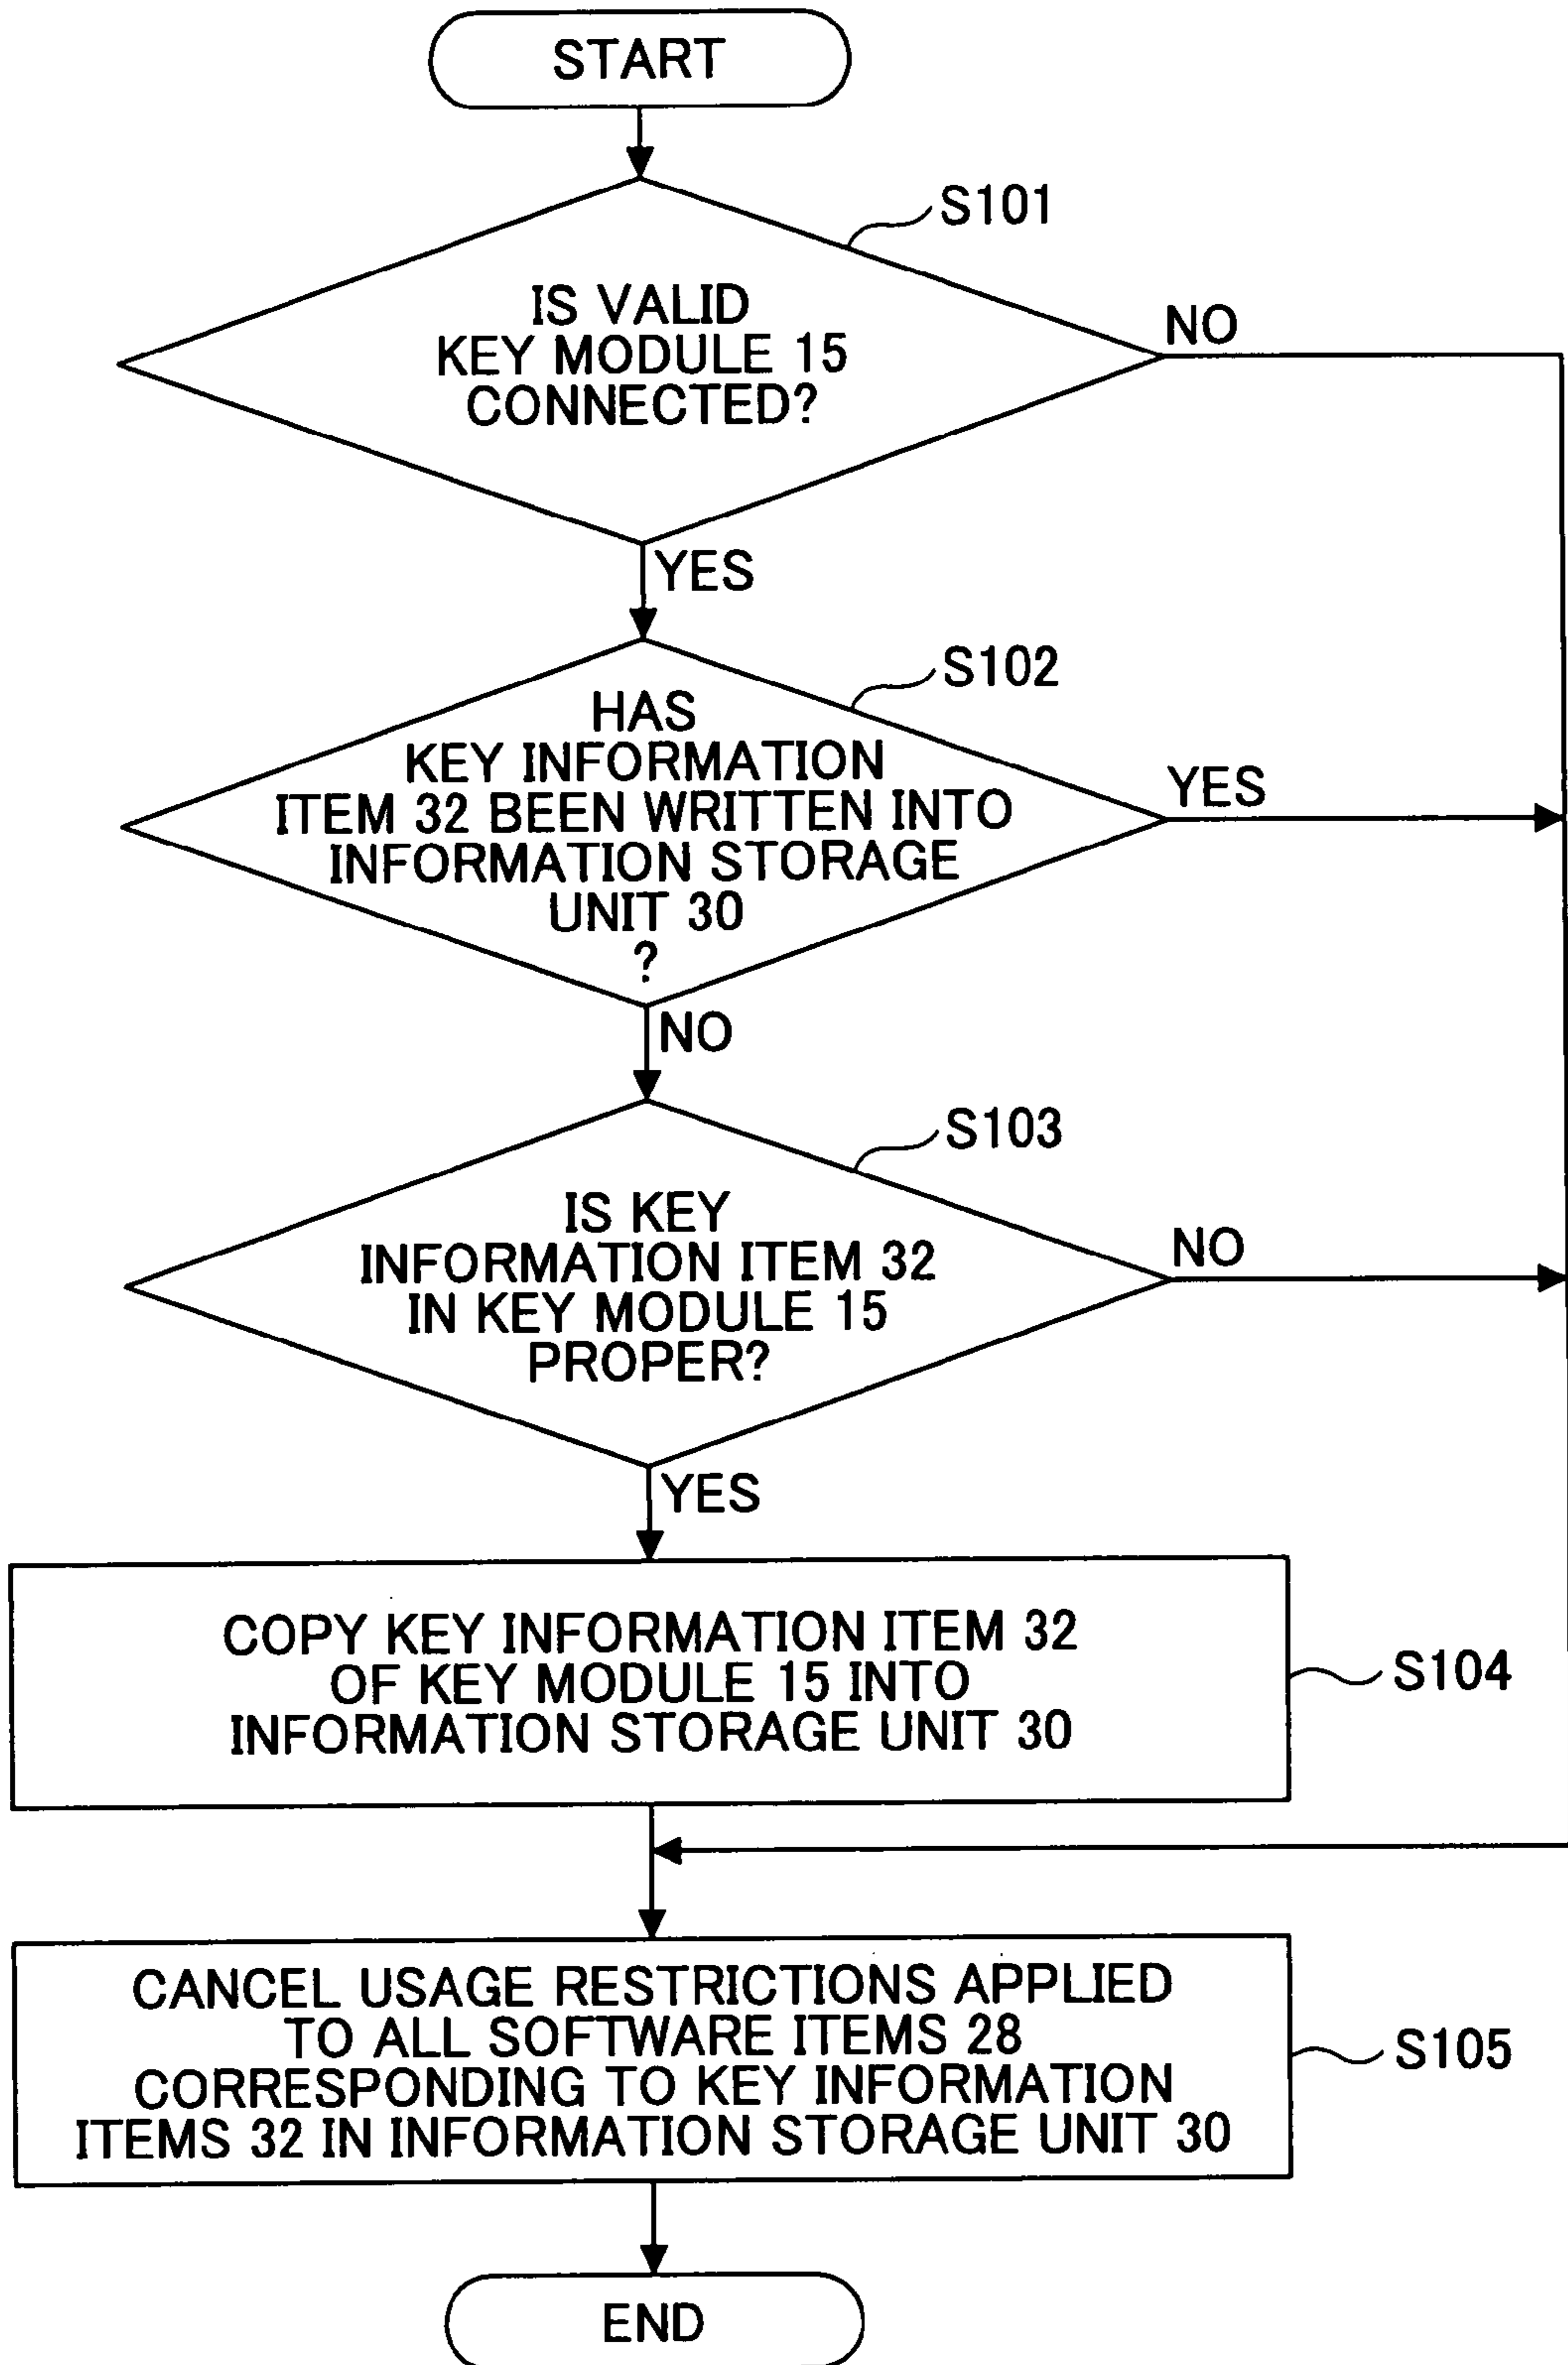 START
S101
IS VALID
KEY MODULE 15
CONNECTED?
NO
YES
S102
HAS
KEY INFORMATION
ITEM 32 BEEN WRITTEN INTO
INFORMATION STORAGE
UNIT 30
?
YES
NO
S103
IS KEY
INFORMATION ITEM 32
IN KEY MODULE 15
PROPER?
NO
YES
COPY KEY INFORMATION ITEM 32
OF KEY MODULE 15 INTO
INFORMATION STORAGE UNIT 30
S104
CANCEL USAGE RESTRICTIONS APPLIED
TO ALL SOFTWARE ITEMS 28
CORRESPONDING TO KEY INFORMATION
ITEMS 32 IN INFORMATION STORAGE UNIT 30
S105
END